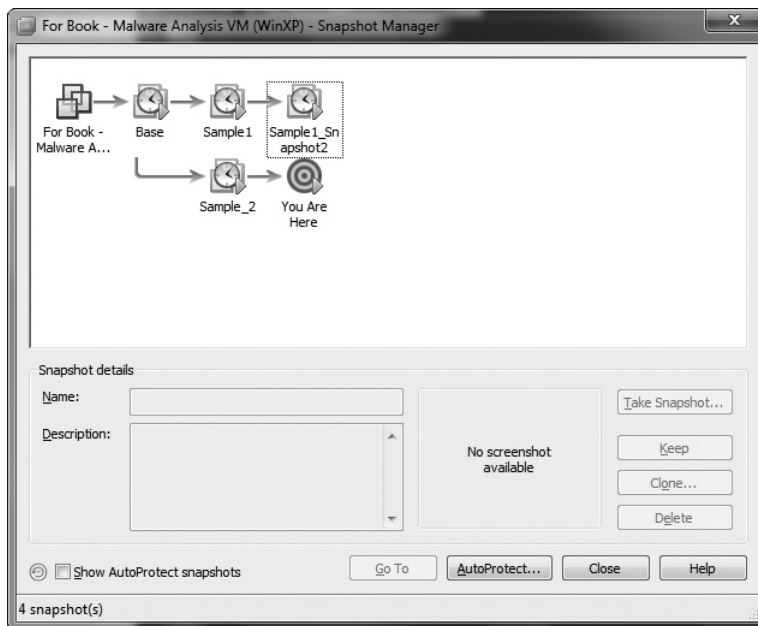 For Book - Malware Analysis VM (WinXP) - Snapshot Manager
For Book -
Malware A...
Base
Sample1
Sample1_Sn
apshot2
Sample_2
You Are
Here
Snapshot details
Name:
Take Snapshot...
Description:
No screenshot
available
Keep
Clone...
Delete
Show AutoProtect snapshots
Go To
AutoProtect...
Close
Help
4 snapshot(s)